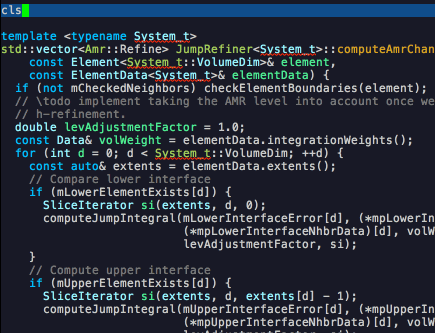 cls
template <typename System_t>
std::vector<Amr::Refine> JumpRefiner<System_t>::computeAmrChan
const Element<System_t::VolumeDim>& element,
const ElementData<System_t>& elementData) {
if (not mCheckedNeighbors) checkElementBoundaries(element);
// \todo implement taking the AMR level into account once we
// h-refinement.
double levAdjustmentFactor = 1.0;
const Data& volWeight = elementData.integrationWeights();
for (int d = 0; d < System_t::VolumeDim; ++d) {
const auto& extents = elementData.extents();
// Compare lower interface
if (mLowerElementExists[d]) {
SliceIterator si(extents, d, 0);
computeJumpIntegral(mLowerInterfaceError[d], (*mpLowerIn
(*mpLowerInterfaceNhbrData)[d], volW
levAdjustmentFactor, si);
}
// Compute upper interface
if (mUpperElementExists[d]) {
SliceIterator si(extents, d, extents[d] - 1);
computeJumpIntegral(mUpperInterfaceError[d], (*mpUpperIn
(*mpUpperInterfaceNhbrData)[d], volW